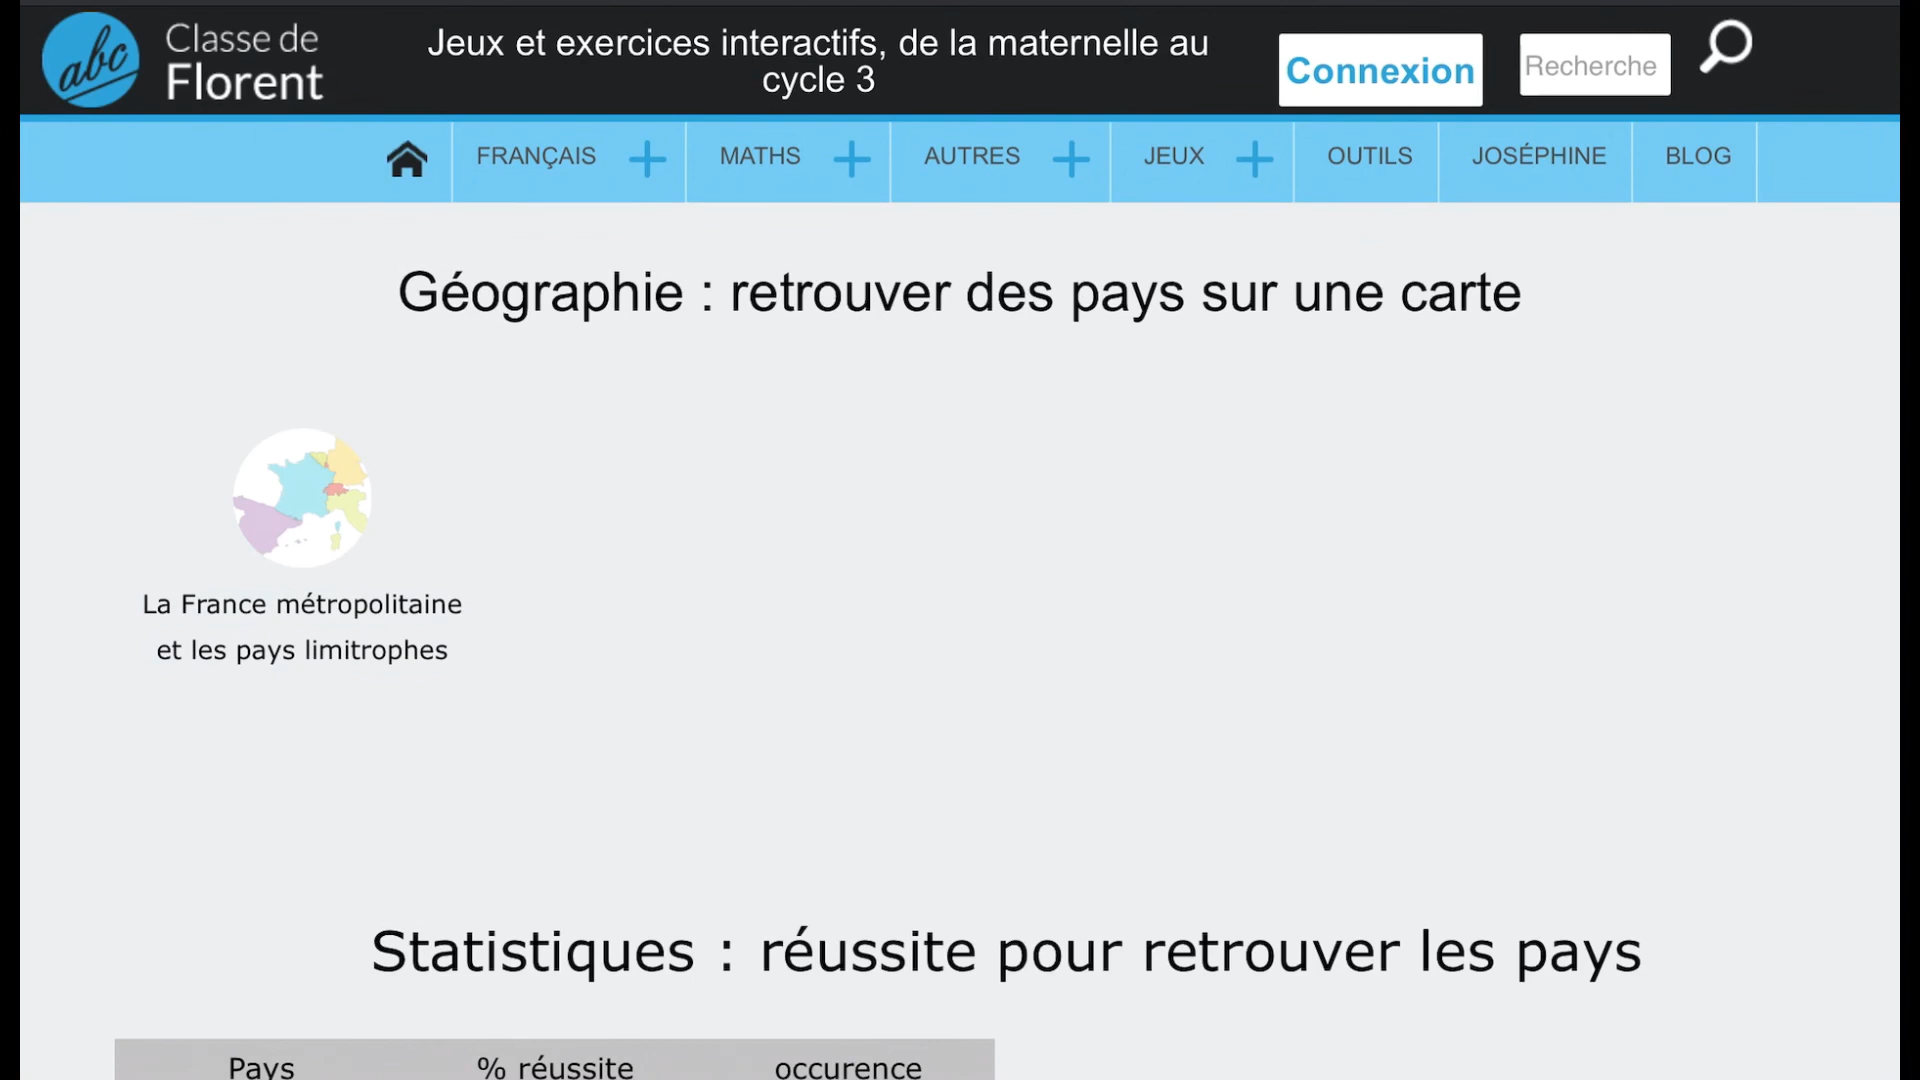 abc
Classe de
Florent
Jeux et exercices interactifs, de la maternelle au
cycle 3
Connexion
Recherche
FRANÇAIS
MATHS
AUTRES
JEUX
OUTILS
JOSÉPHINE
BLOG
Géographie : retrouver des pays sur une carte
La France métropolitaine
et les pays limitrophes
Statistiques : réussite pour retrouver les pays
Pays % réussite occurence